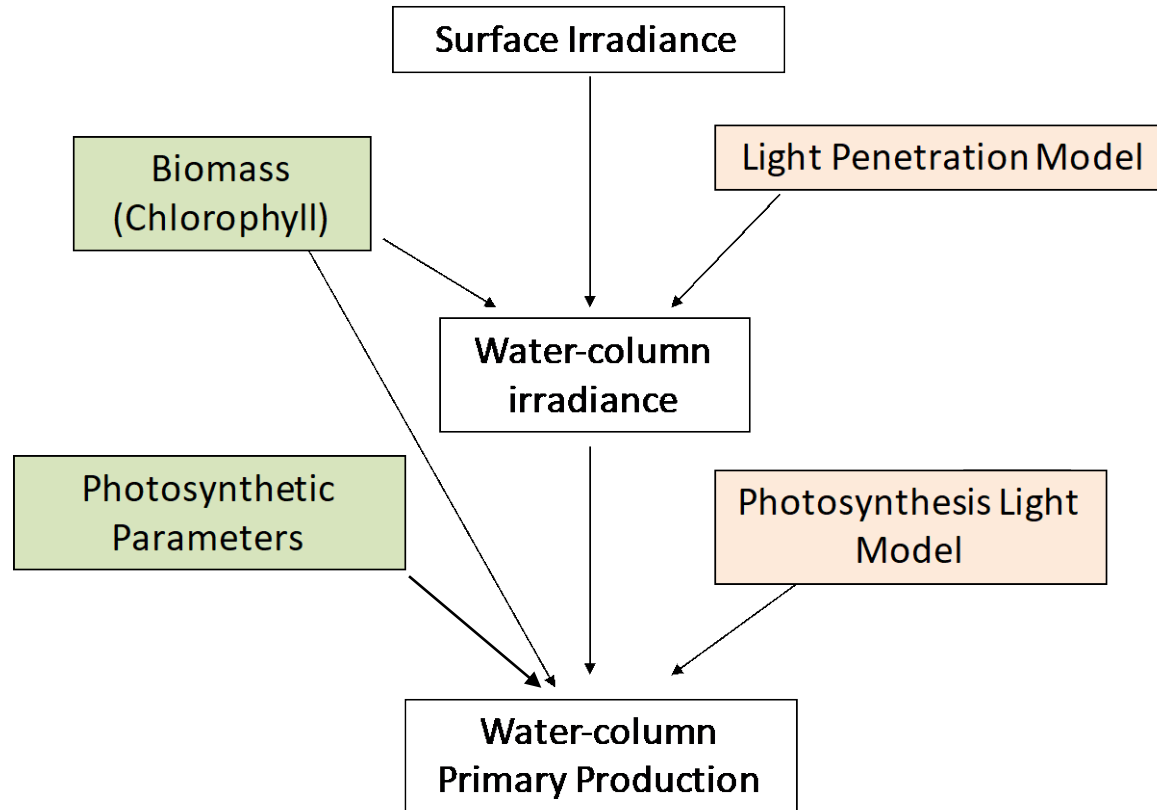 Surface Irradiance
Biomass
(Chlorophyll)
Light Penetration Model
Water-column
irradiance
Photosynthetic
Parameters
Photosynthesis Light
Model
Water-column
Primary Production